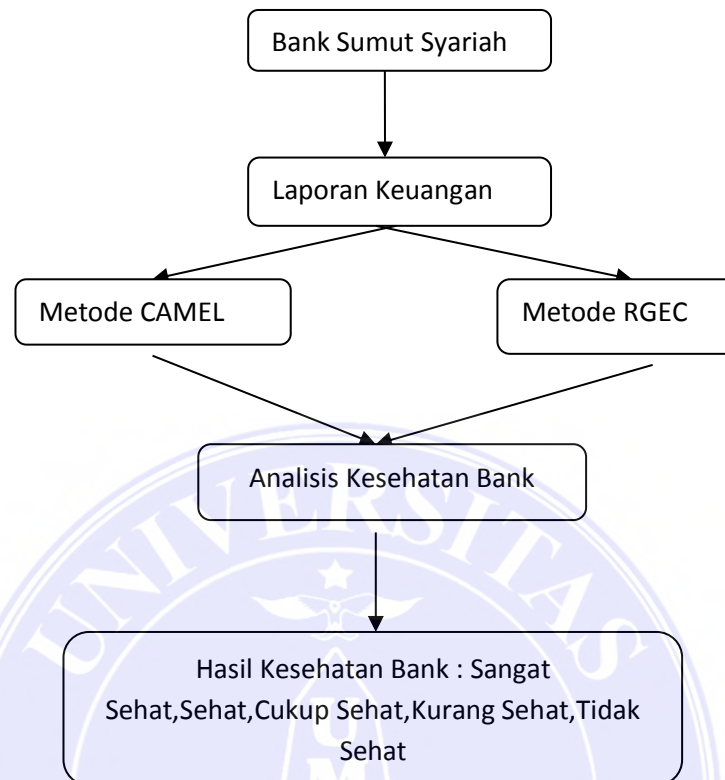 Bank Sumut Syariah
Laporan Keuangan
Metode CAMEL
Metode RGEC
Analisis Kesehatan Bank
UNIVERSITAS
Hasil Kesehatan Bank : Sangat
Sehat,Sehat,Cukup Sehat,Kurang Sehat,Tidak
Sehat